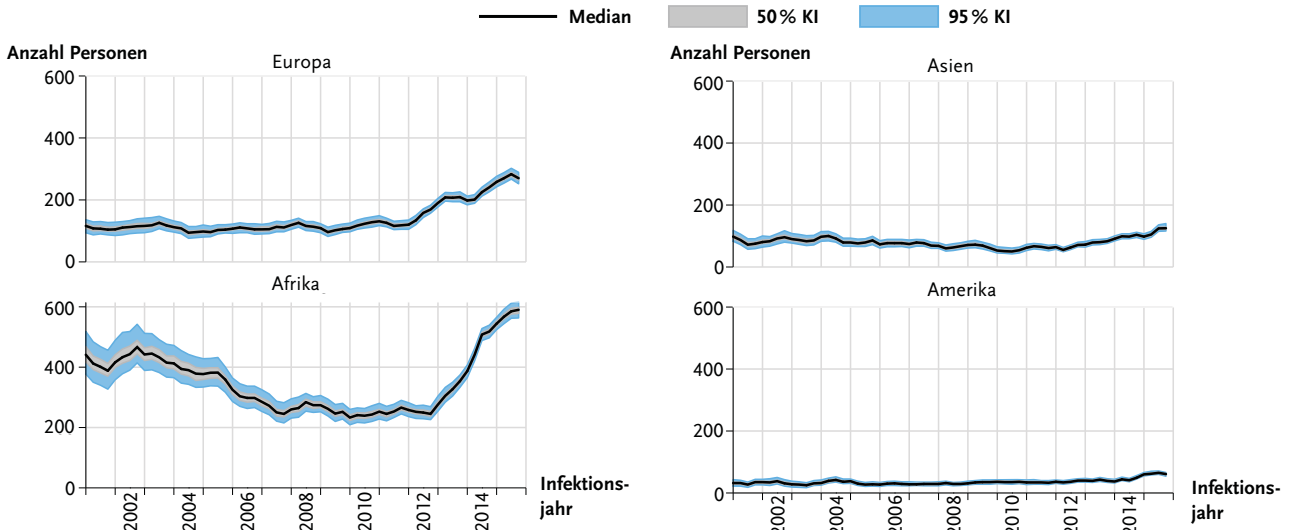 Median 50 % KI 95 % KI
Anzahl Personen
Europa
600
400
200
0
Afrika
600
400
200
0
2002 2004 2006 2008 2010 2012 2014
Infektions-
jahr
Anzahl Personen
Asien
600
400
200
0
Amerika
600
400
200
0
2002 2004 2006 2008 2010 2012 2014
Infektions-
jahr